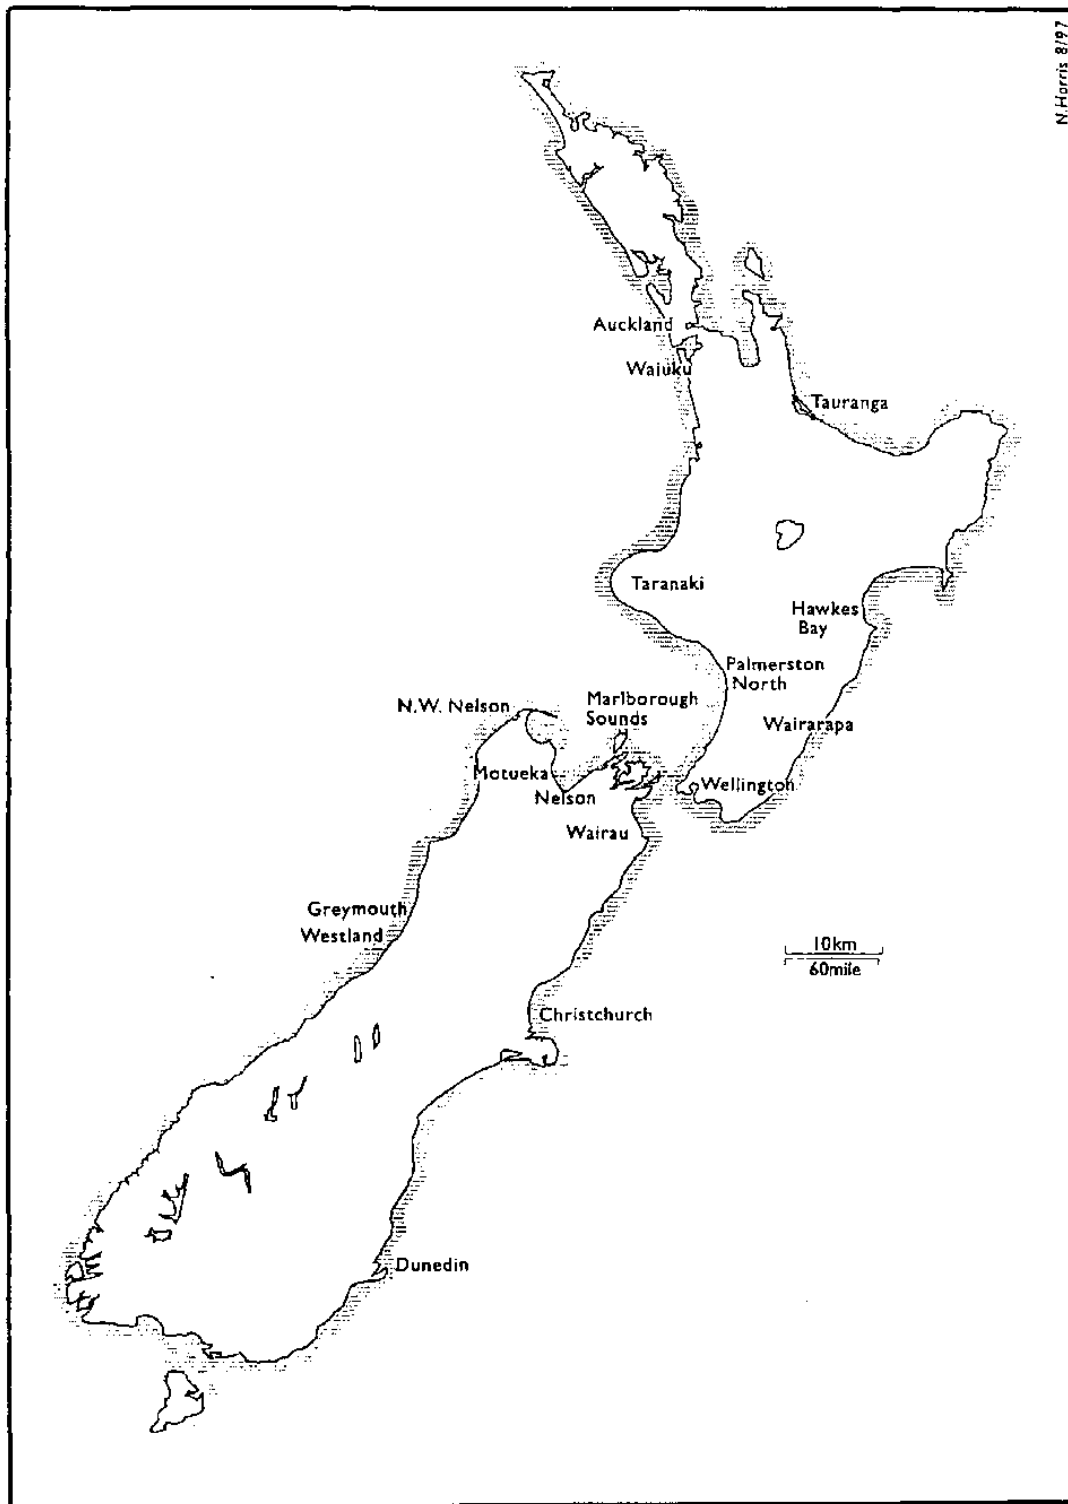 N.Harris 8/97
Auckland
Waiuku
Tauranga
Taranaki
Hawkes
Bay
Palmerston
North
N.W. Nelson
Marlborough
Sounds
Wairarapa
Motueka
Nelson
Wellington
Wairau
Greymouth
Westland
10km
60mile
Christchurch
Dunedin